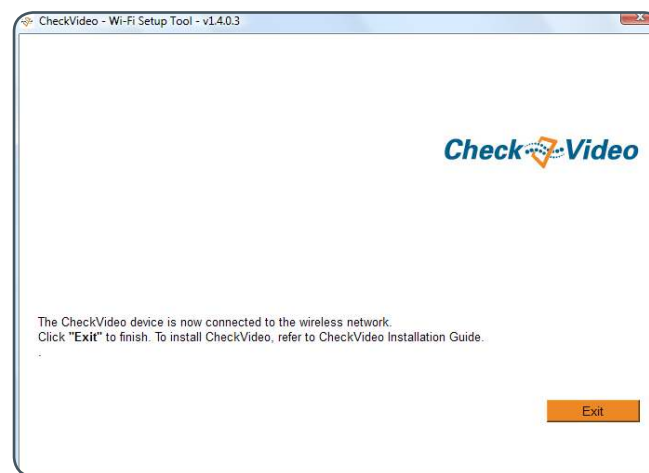 CheckVideo - Wi-Fi Setup Tool - v1.4.0.3
Check Video
The CheckVideo device is now connected to the wireless network.
Click "Exit" to finish. To install CheckVideo, refer to CheckVideo Installation Guide.
.
Exit